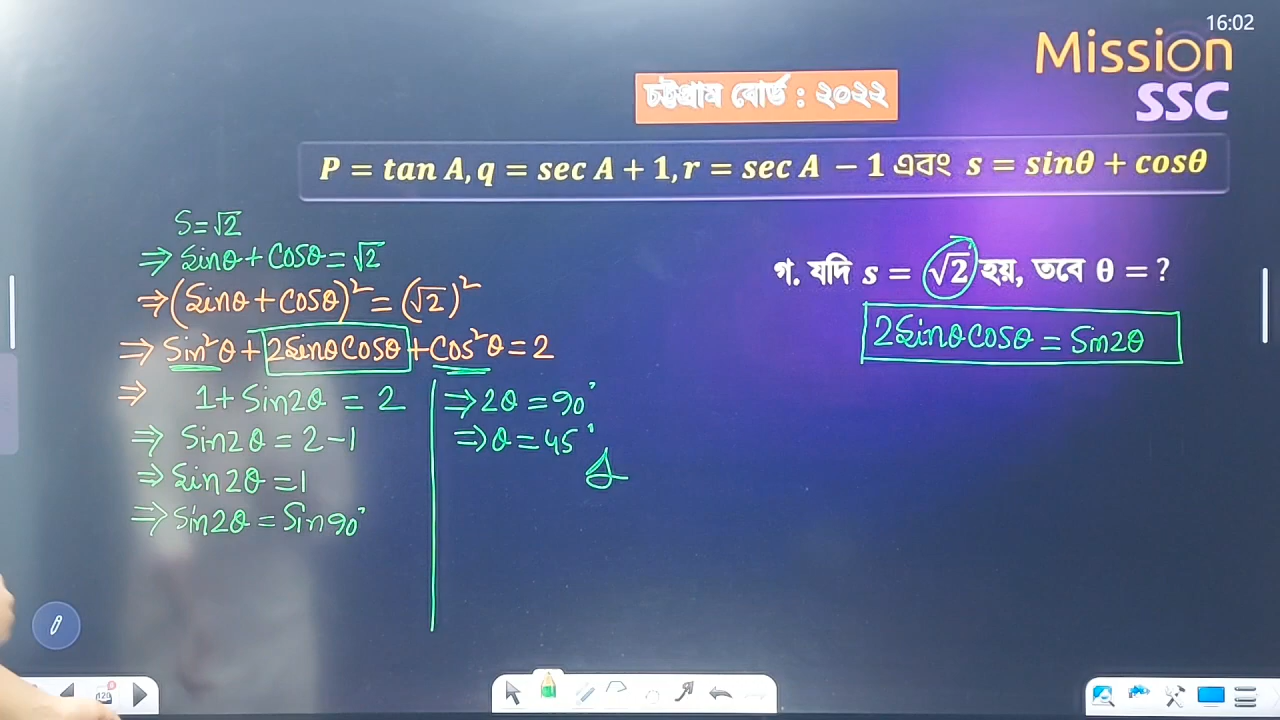 16:02
Mission
SSC
চট্টগ্রাম বোর্ড : ২০২২
P = tan A, q = sec A + 1, r = sec A − 1 এবং s = sinθ + cosθ
S = √2
⇒ Sinθ + Cosθ = √2
⇒ (Sinθ + Cosθ)² = (√2)²
⇒ Sin²θ + 2SinθCosθ + Cos²θ = 2
⇒ 1 + Sin2θ = 2
⇒ Sin2θ = 2 − 1
⇒ Sin2θ = 1
⇒ Sin2θ = Sin90°
⇒ 2θ = 90°
⇒ θ = 45°
গ. যদি s = √2 হয়, তবে θ = ?
2SinθCosθ = Sin2θ